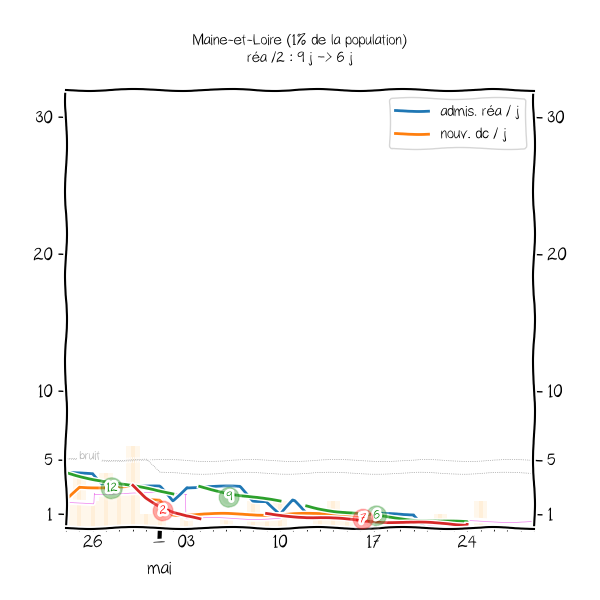 Maine-et-Loire (1% de la population)
réa /2 : 9 j -> 6 j
admis. réa / j
nouv. dc / j
30 30
20 20
10 10
5 5
bruit
12
9
2
7 6
1 1
26 03 10 17 24
mai